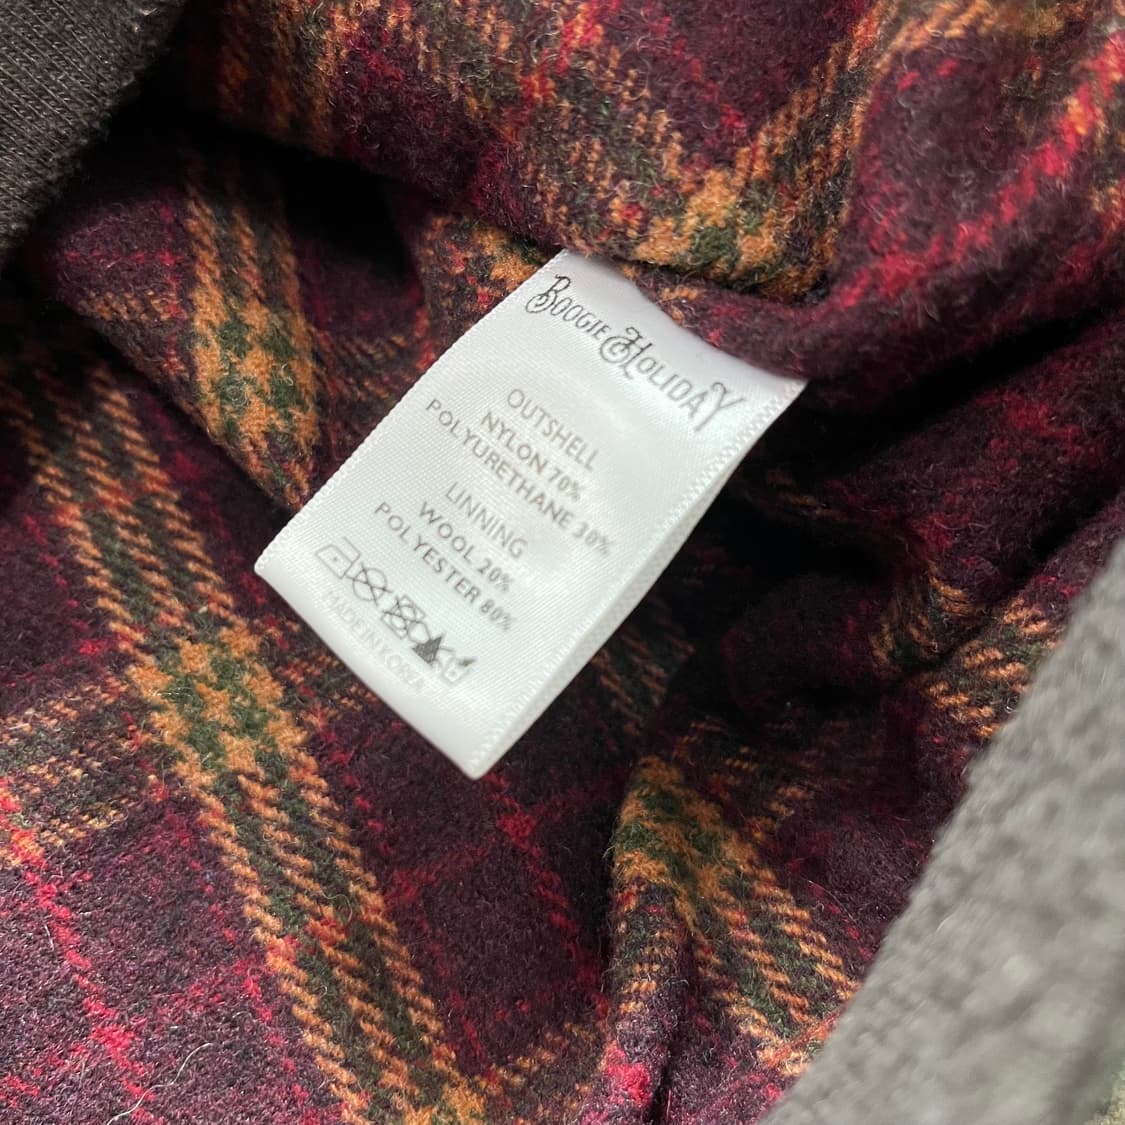 BOOGIE HOLIDAY
OUTSHELL
NYLON 70%
POLYURETHANE 30%
LINNING
WOOL 20%
POLYESTER 80%
MADE IN KOREA